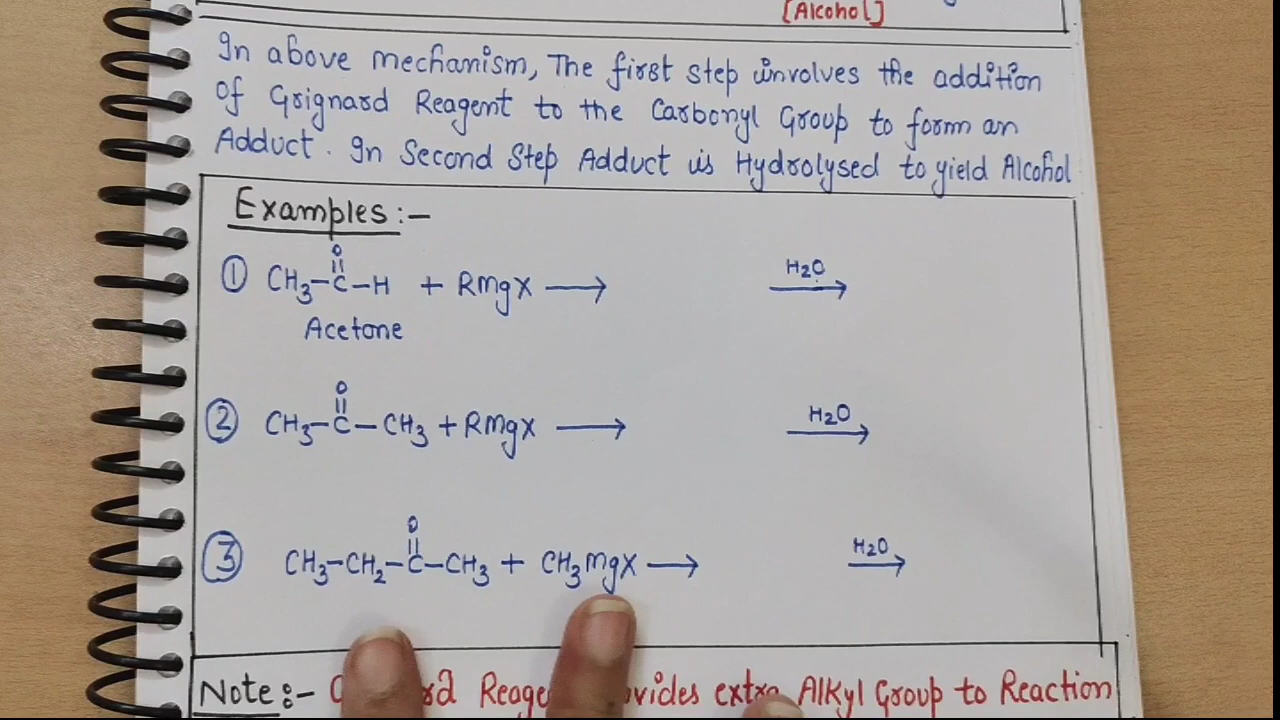 [Alcohol]
In above mechanism, The first step involves the addition
of Grignard Reagent to the Carbonyl Group to form an
Adduct. In Second Step Adduct is Hydrolysed to yield Alcohol
Examples:-
O
① CH₃-C-H + RMgX ⟶ H₂O ⟶
Acetone
O
② CH₃-C-CH₃ + RMgX ⟶ H₂O ⟶
O
③ CH₃-CH₂-C-CH₃ + CH₃MgX ⟶ H₂O ⟶
Note:- Reagent extra Alkyl Group to Reaction